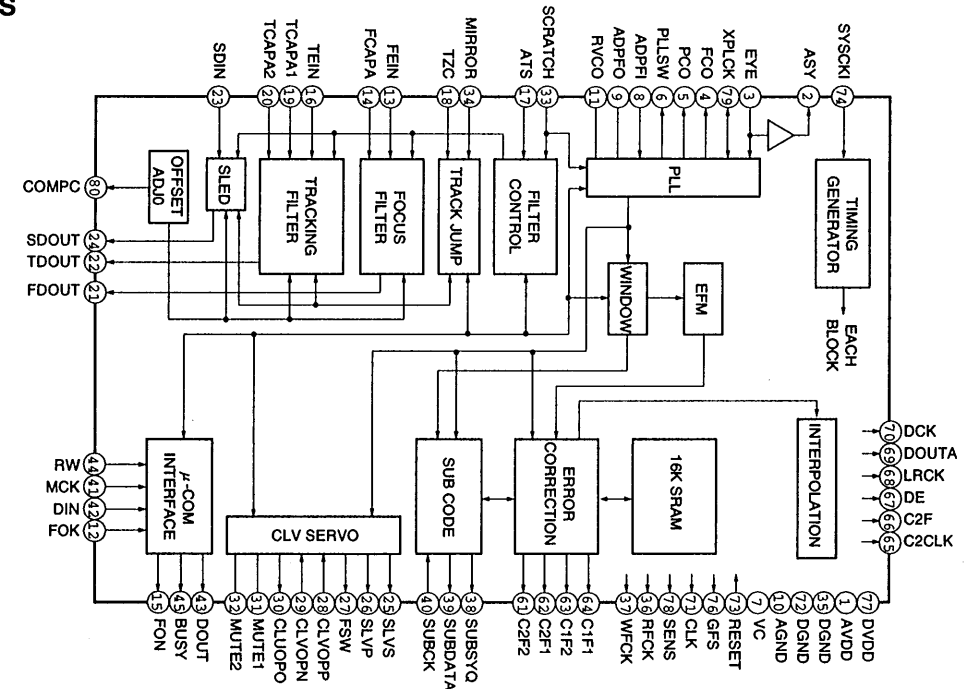 S
SDIN
TCAPA2
TCAPA1
TEIN
FCAPA
FEIN
TZC
MIRROR
ATS
SCRATCH
RVCO
ADPFO
ADPFI
PLLSW
PCO
FCO
XPLCK
EYE
ASY
SYSCKI
23
20
19
16
14
13
18
34
17
33
11
9
8
6
5
4
79
3
2
74
COMPC 80
SDOUT 24
TDOUT 22
FDOUT 21
OFFSET
ADJ0
SLED
TRACKING
FILTER
FOCUS
FILTER
TRACK JUMP
FILTER
CONTROL
PLL
TIMING
GENERATOR
WINDOW
EFM
EACH
BLOCK
RW 44
MCK 41
DIN 42
FOK 12
μ-COM
INTERFACE
CLV SERVO
SUB CODE
ERROR
CORRECTION
16K SRAM
INTERPOLATION
70 DCK
69 DOUTA
68 LRCK
67 DE
66 C2F
65 C2CLK
15
45
43
32
31
30
29
28
27
26
25
40
39
38
61
62
63
64
37
36
78
71
76
73
7
10
72
35
1
77
FON
BUSY
DOUT
MUTE2
MUTE1
CLUOPO
CLVOPN
CLVOPP
FSW
SLVP
SLVS
SUBCK
SUBDATA
SUBSYQ
C2F2
C2F1
C1F2
C1F1
WFCK
RFCK
SENS
CLK
GFS
RESET
VC
AGND
DGND
DGND
AVDD
DVDD